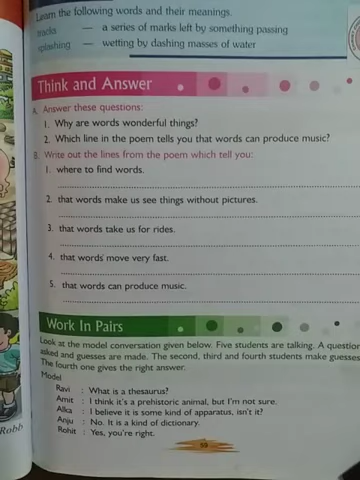 Learn the following words and their meanings.
tracks — a series of marks left by something passing
splashing — wetting by dashing masses of water
Think and Answer
A. Answer these questions:
1. Why are words wonderful things?
2. Which line in the poem tells you that words can produce music?
B. Write out the lines from the poem which tell you:
1. where to find words.
2. that words make us see things without pictures.
3. that words take us for rides.
4. that words move very fast.
5. that words can produce music.
Work In Pairs
Look at the model conversation given below. Five students are talking. A question
asked and guesses are made. The second, third and fourth students make guesses
The fourth one gives the right answer.
Model
Ravi : What is a thesaurus?
Amit : I think it's a prehistoric animal, but I'm not sure.
Alka : I believe it is some kind of apparatus, isn't it?
Anju : No. It is a kind of dictionary.
Rohit : Yes, you're right.
Robb